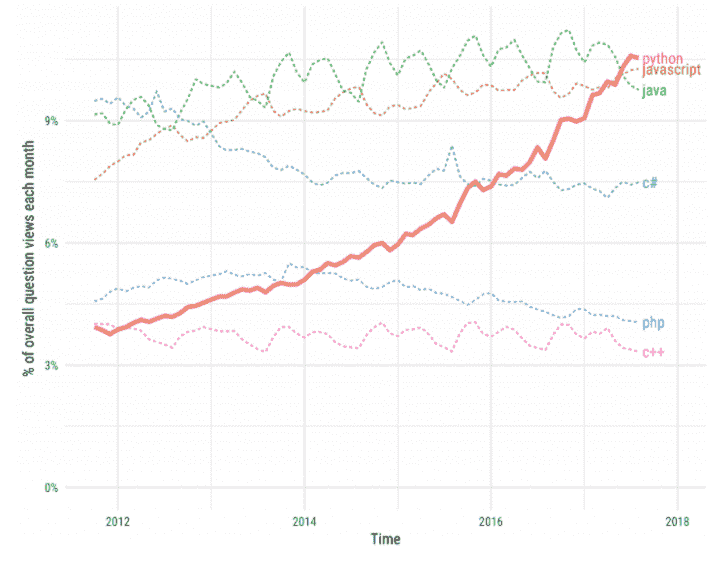 % of overall question views each month
9%
6%
3%
0%
python
javascript
java
c#
php
c++
2012 2014 2016 2018
Time